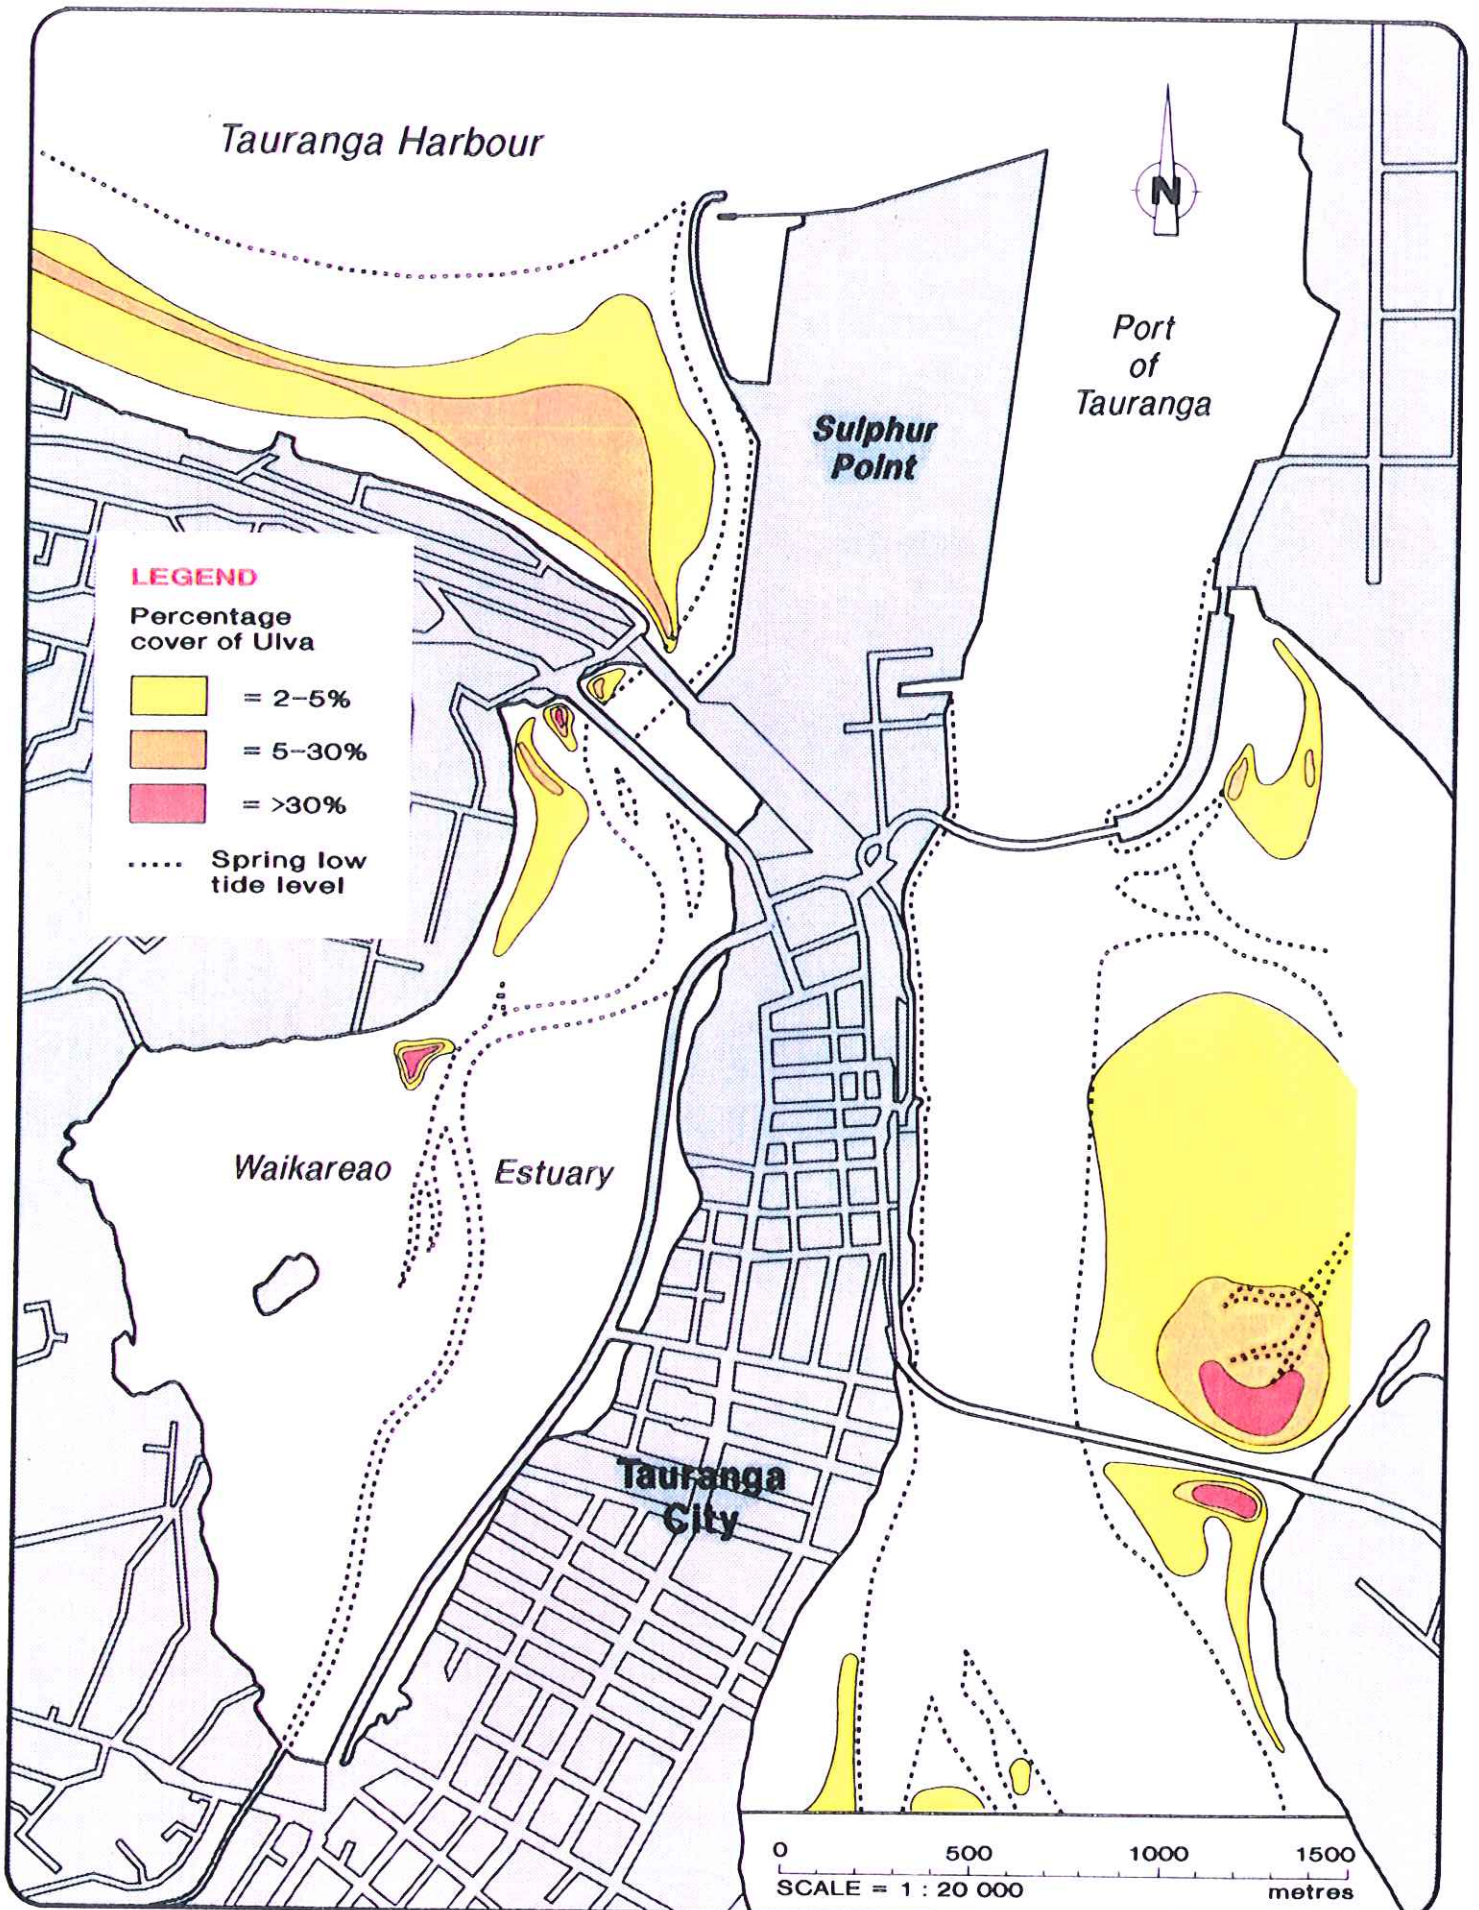 Tauranga Harbour
N
Port
of
Tauranga
Sulphur
Point
LEGEND
Percentage
cover of Ulva
= 2–5%
= 5–30%
= >30%
Spring low
tide level
Waikareao Estuary
Tauranga
City
0 500 1000 1500
SCALE = 1 : 20 000 metres